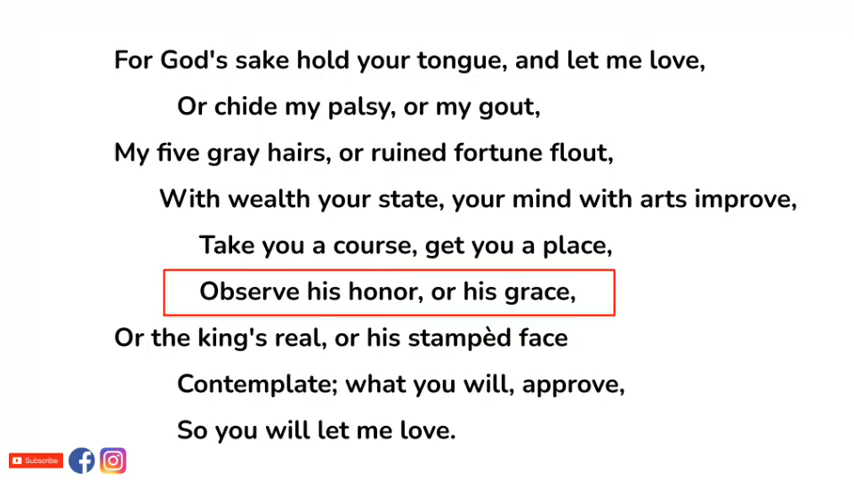 For God's sake hold your tongue, and let me love,
Or chide my palsy, or my gout,
My five gray hairs, or ruined fortune flout,
With wealth your state, your mind with arts improve,
Take you a course, get you a place,
Observe his honor, or his grace,
Or the king's real, or his stampèd face
Contemplate; what you will, approve,
So you will let me love.
Subscribe